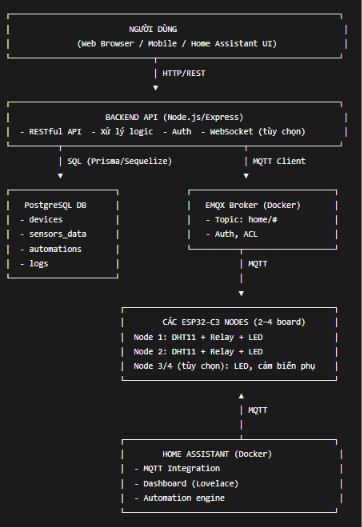 NGƯỜI DÙNG
(Web Browser / Mobile / Home Assistant UI)
HTTP/REST
BACKEND API (Node.js/Express)
- RESTful API - Xử lý logic - Auth - WebSocket (tùy chọn)
SQL (Prisma/Sequelize)
MQTT Client
PostgreSQL DB
- devices
- sensors_data
- automations
- logs
EMQX Broker (Docker)
- Topic: home/#
- Auth, ACL
MQTT
CÁC ESP32-C3 NODES (2-4 board)
Node 1: DHT11 + Relay + LED
Node 2: DHT11 + Relay + LED
Node 3/4 (tùy chọn): LED, cảm biến phụ
MQTT
HOME ASSISTANT (Docker)
- MQTT Integration
- Dashboard (Lovelace)
- Automation engine